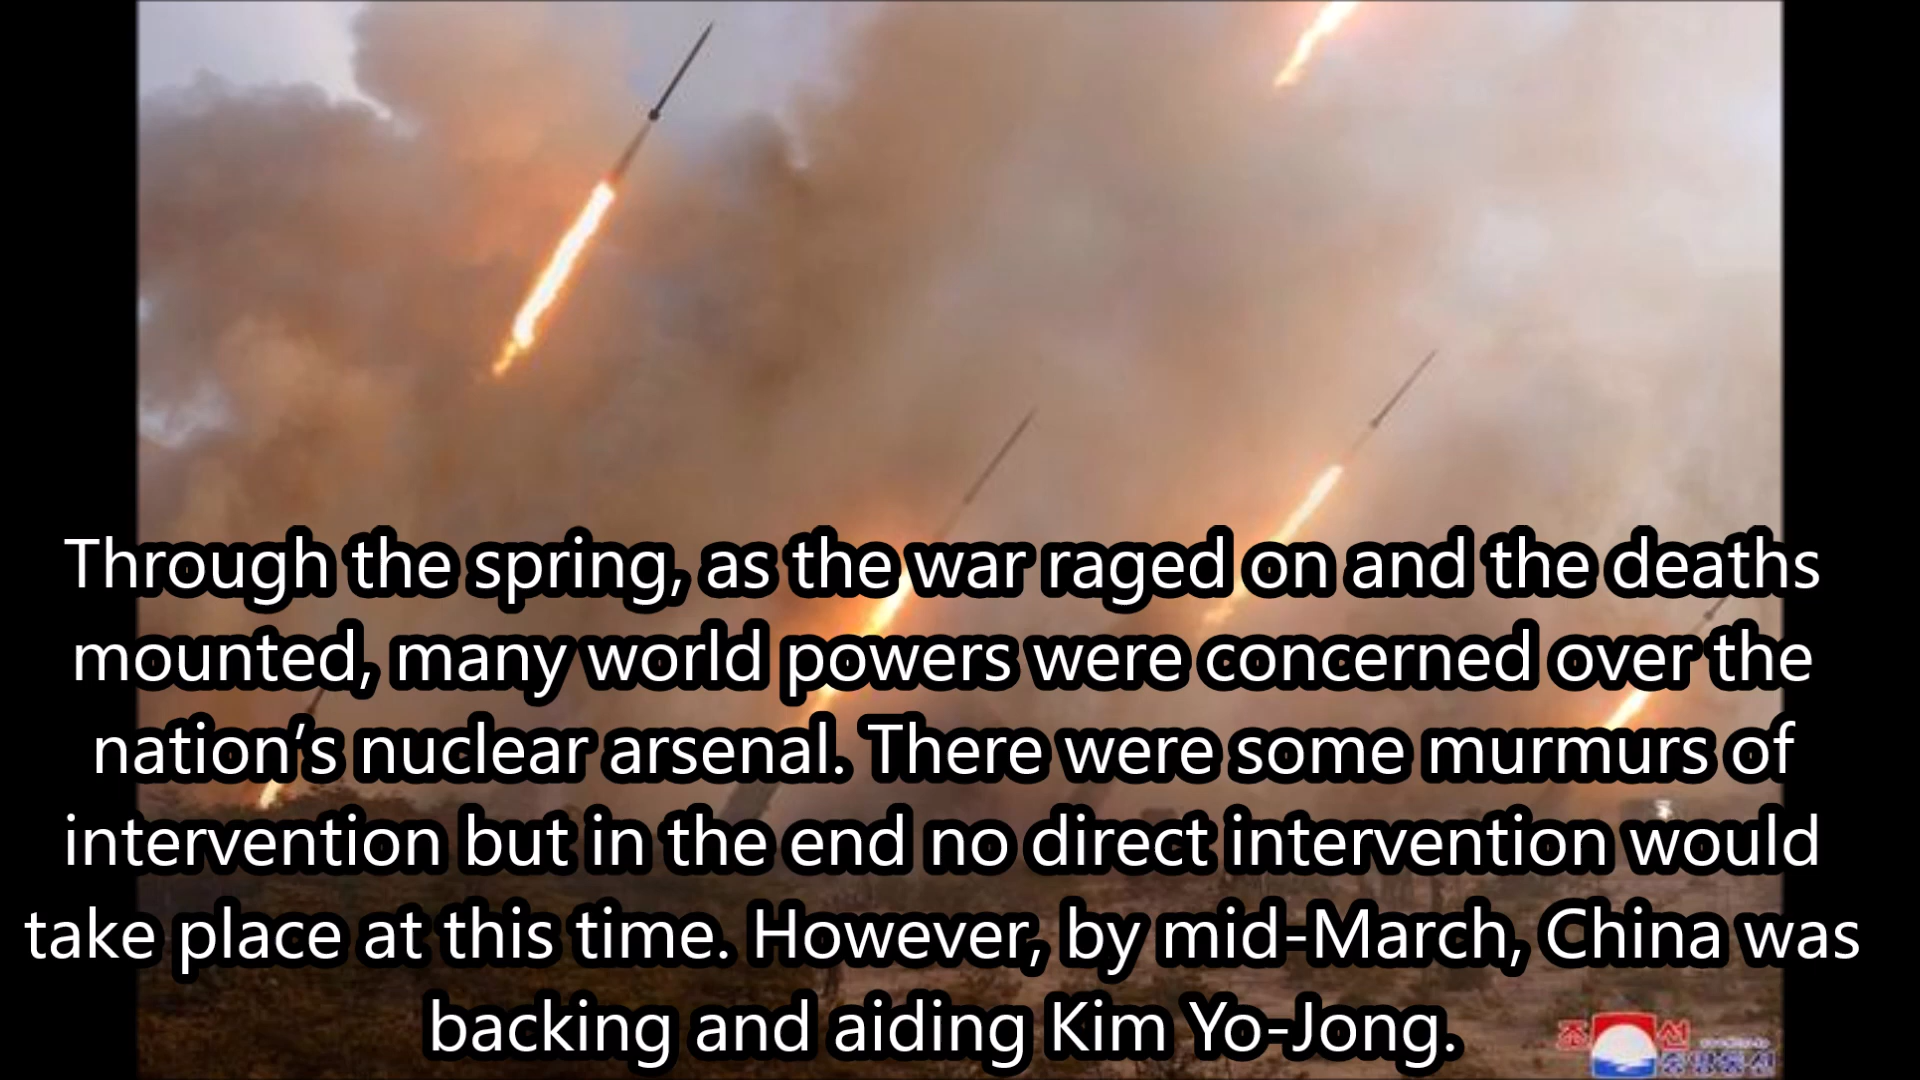 Through the spring, as the war raged on and the deaths
mounted, many world powers were concerned over the
nation’s nuclear arsenal. There were some murmurs of
intervention but in the end no direct intervention would
take place at this time. However, by mid-March, China was
backing and aiding Kim Yo-Jong.
조선